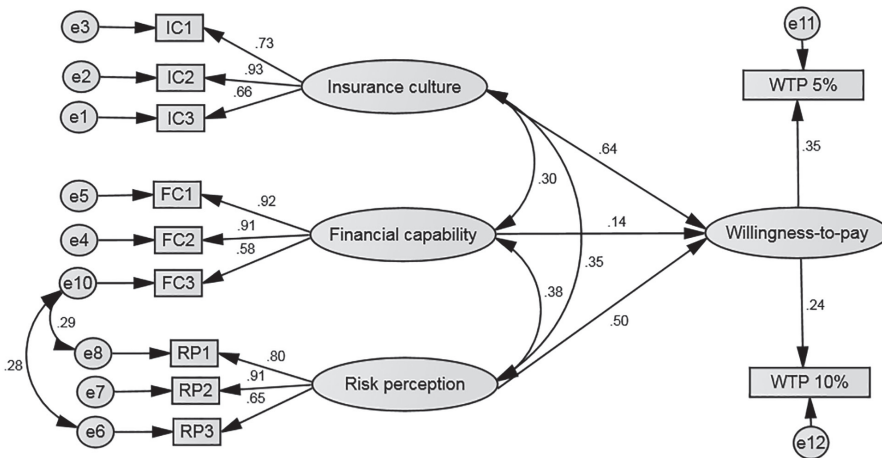 e3 IC1 .73
e2 IC2 .93
e1 IC3 .66
Insurance culture
e5 FC1 .92
e4 FC2 .91
e10 FC3 .58
Financial capability
e8 RP1 .80
e7 RP2 .91
e6 RP3 .65
Risk perception
.29
.28
.30
.38
.35
.64
.14
.50
Willingness-to-pay
e11
WTP 5%
.35
.24
WTP 10%
e12